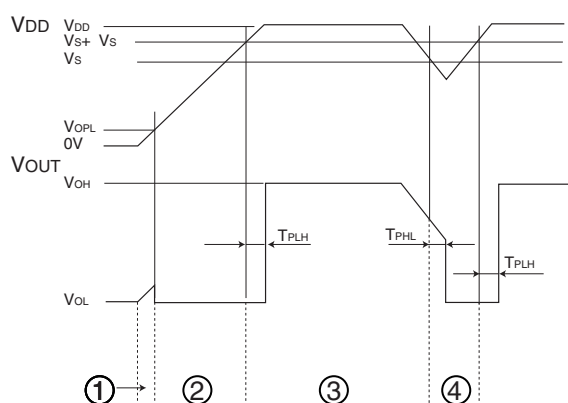 VDD VDD
VS+ VS
VS
VOPL
0V
VOUT
VOH
TPLH
TPHL
TPLH
VOL
① ② ③ ④